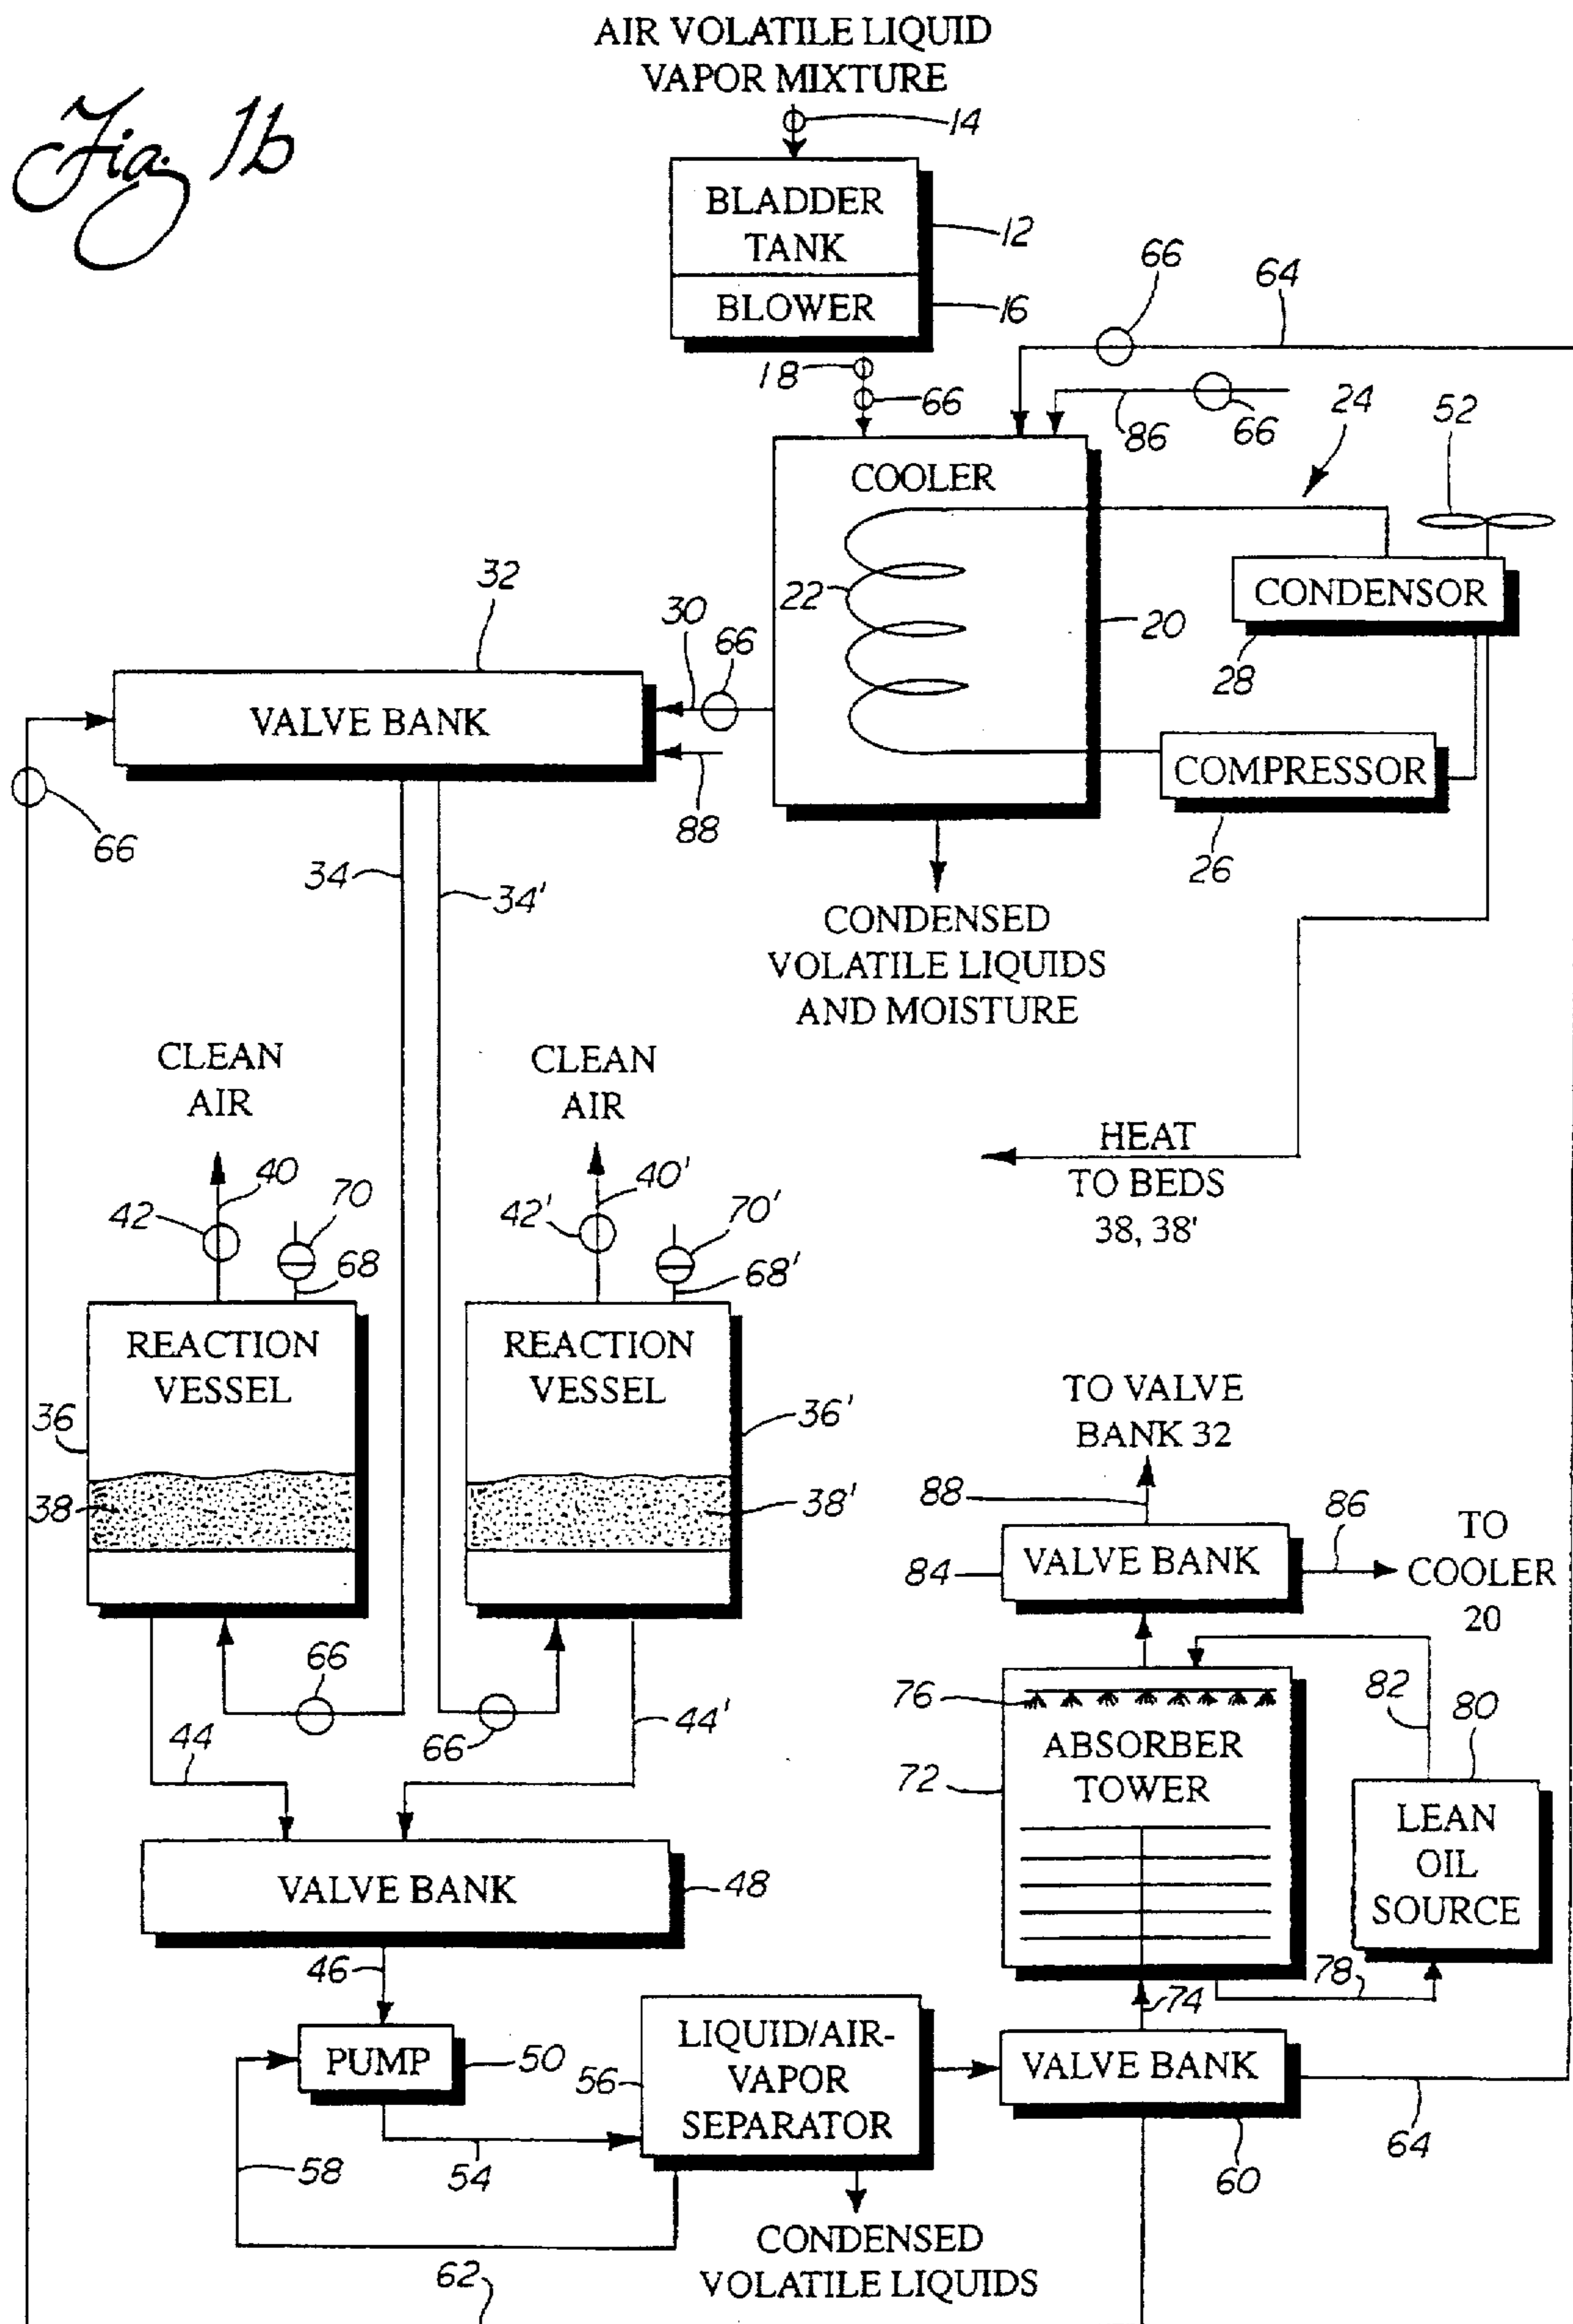 Fig. 1b
AIR VOLATILE LIQUID
VAPOR MIXTURE
14
BLADDER
TANK
12
BLOWER
16
18
66
66
64
86
66
24
52
COOLER
22
20
CONDENSOR
28
COMPRESSOR
26
32
30
66
VALVE BANK
88
66
34
34'
CONDENSED
VOLATILE LIQUIDS
AND MOISTURE
CLEAN
AIR
CLEAN
AIR
HEAT
TO BEDS
38, 38'
42
40
70
68
42'
40'
70'
68'
REACTION
VESSEL
REACTION
VESSEL
36
36'
38
38'
TO VALVE
BANK 32
88
86
TO
COOLER
20
84
VALVE BANK
66
66
44
44'
76
82
80
ABSORBER
TOWER
72
LEAN
OIL
SOURCE
VALVE BANK
48
46
78
74
PUMP
50
56
LIQUID/AIR-
VAPOR
SEPARATOR
VALVE BANK
58
54
60
64
CONDENSED
VOLATILE LIQUIDS
62